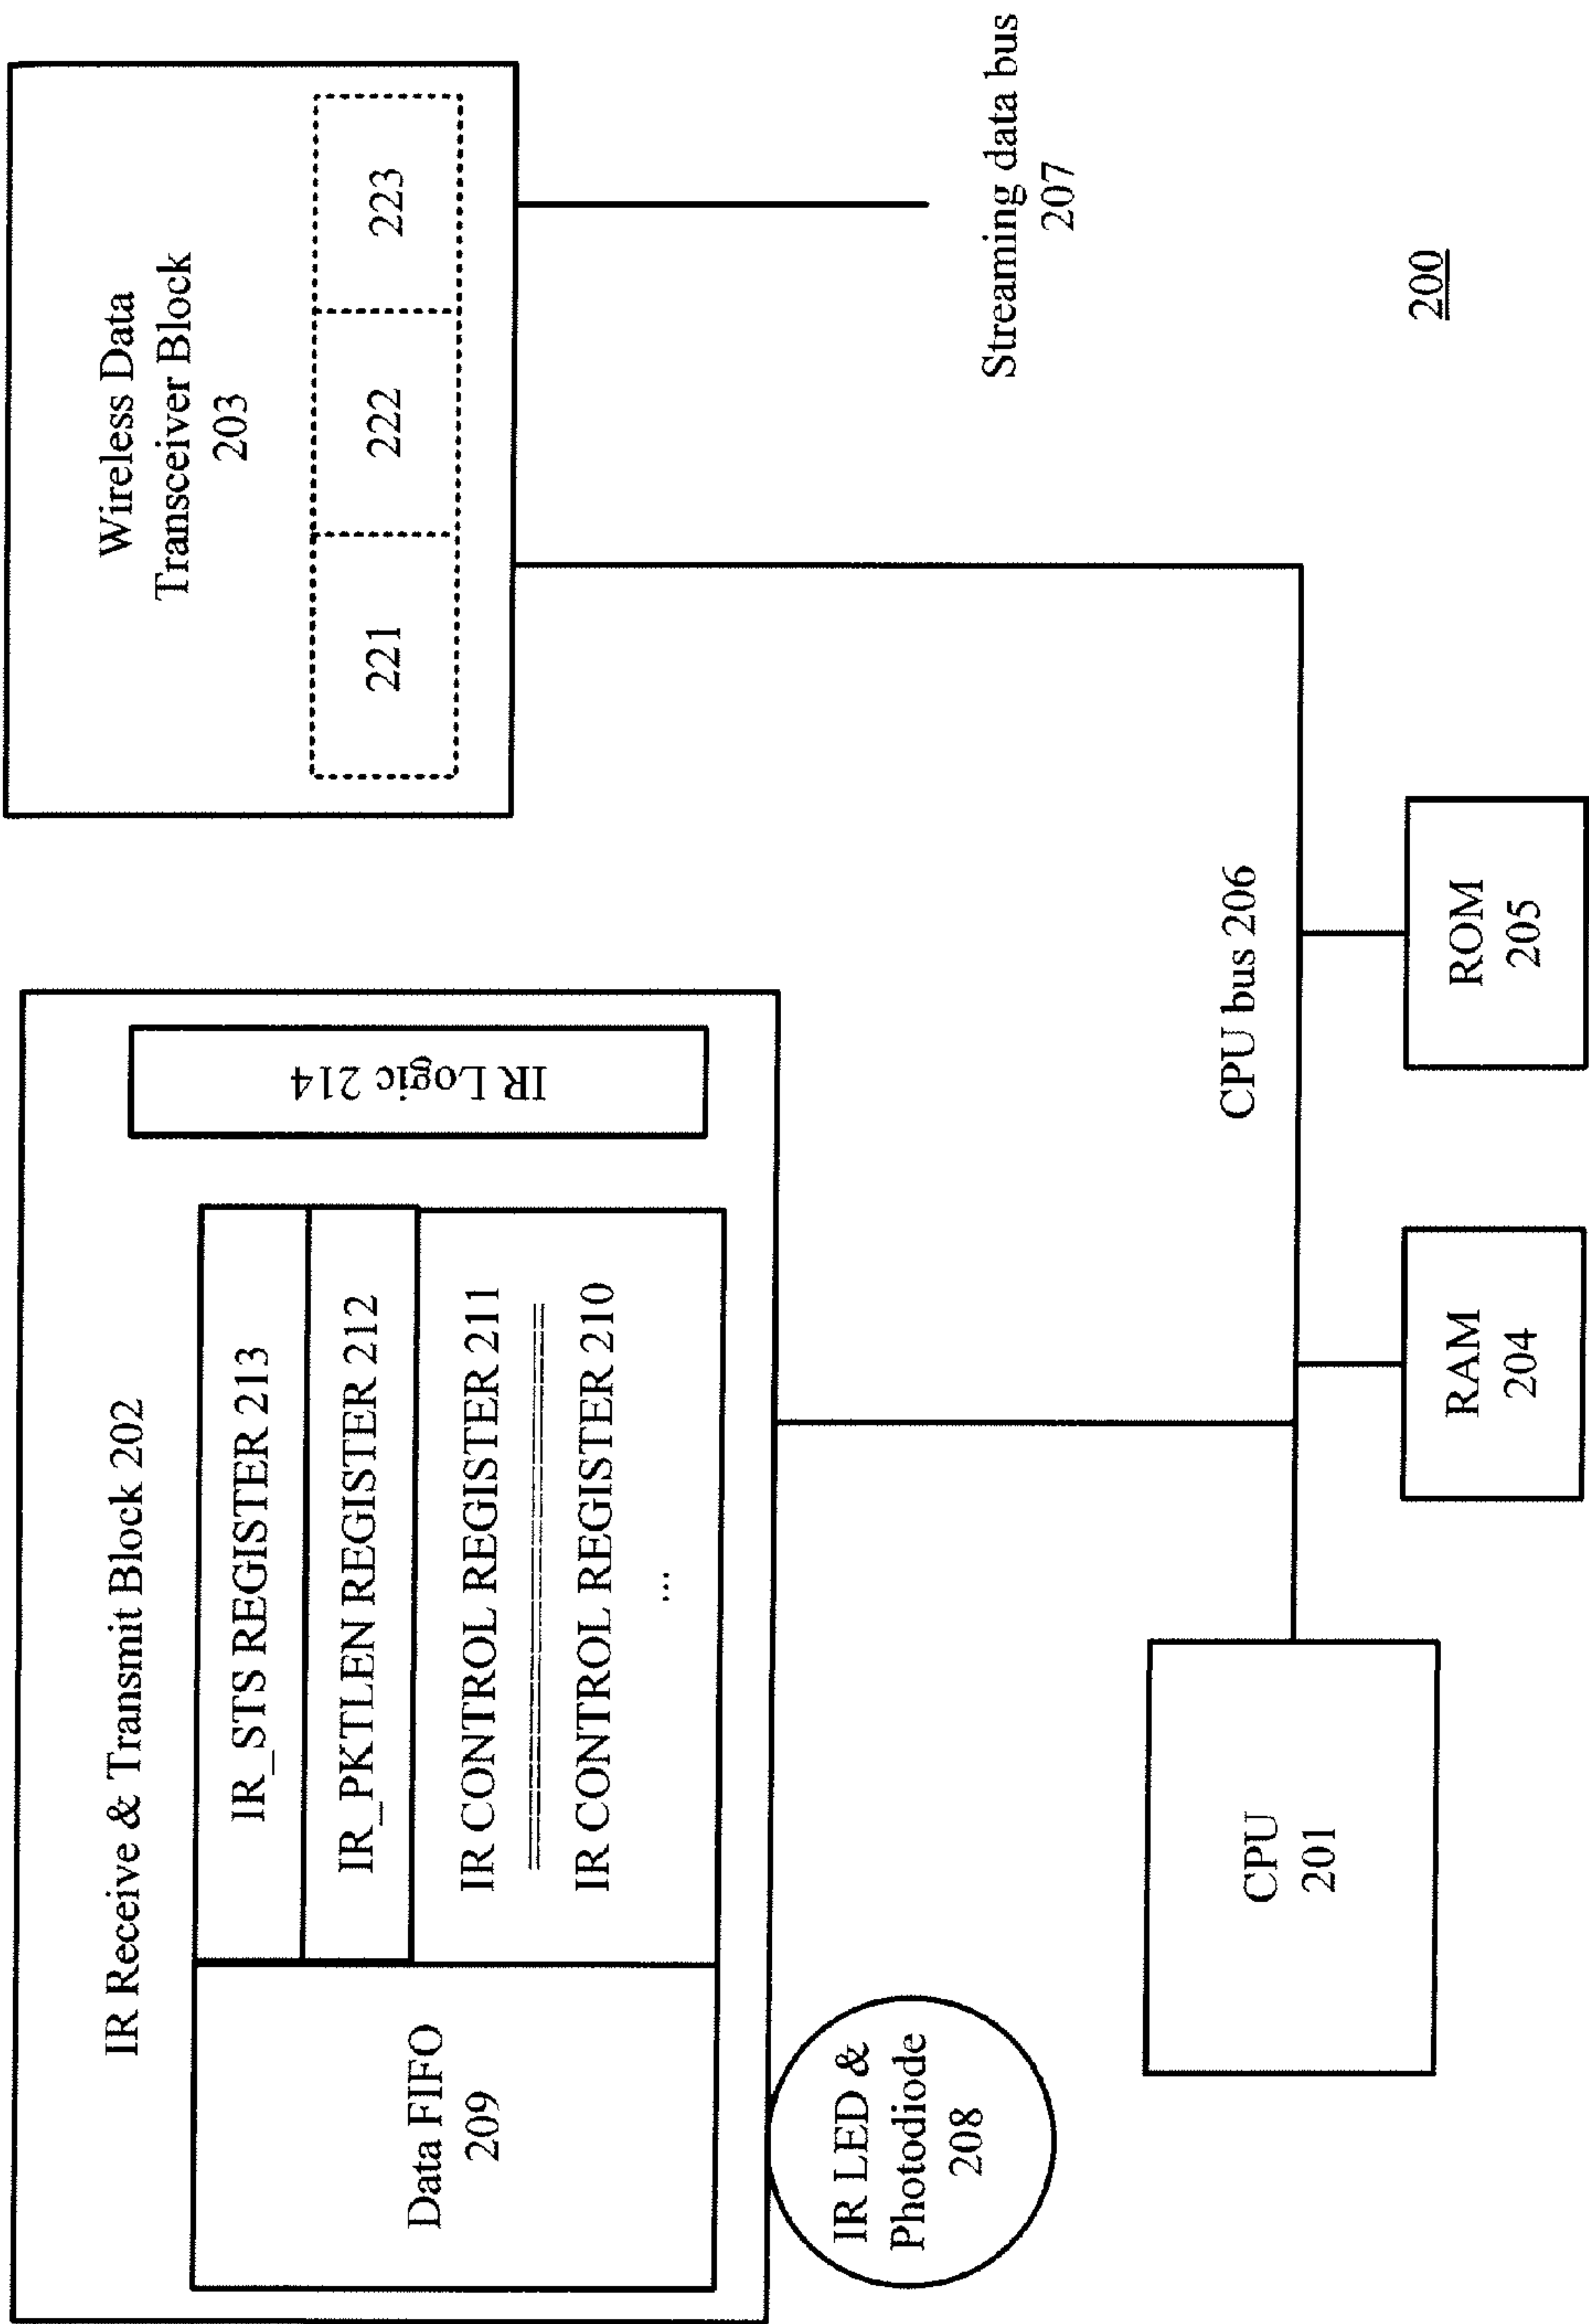 IR Receive & Transmit Block 202
Data FIFO
209
IR_STS REGISTER 213
IR_PKTLEN REGISTER 212
IR CONTROL REGISTER 211
IR CONTROL REGISTER 210
...
IR Logic 214
IR LED &
Photodiode
208
Wireless Data
Transceiver Block
203
221
222
223
Streaming data bus
207
CPU bus 206
CPU
201
RAM
204
ROM
205
200